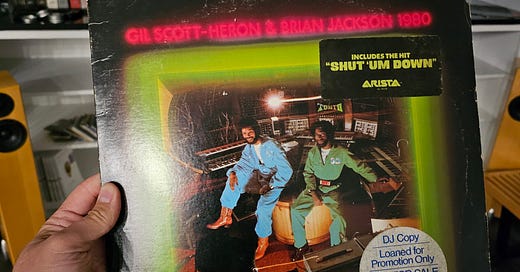 GIL SCOTT-HERON & BRIAN JACKSON 1980
INCLUDES THE HIT
"SHUT 'UM DOWN"
ARISTA
DJ Copy
Loaned for
Promotion Only
SALE